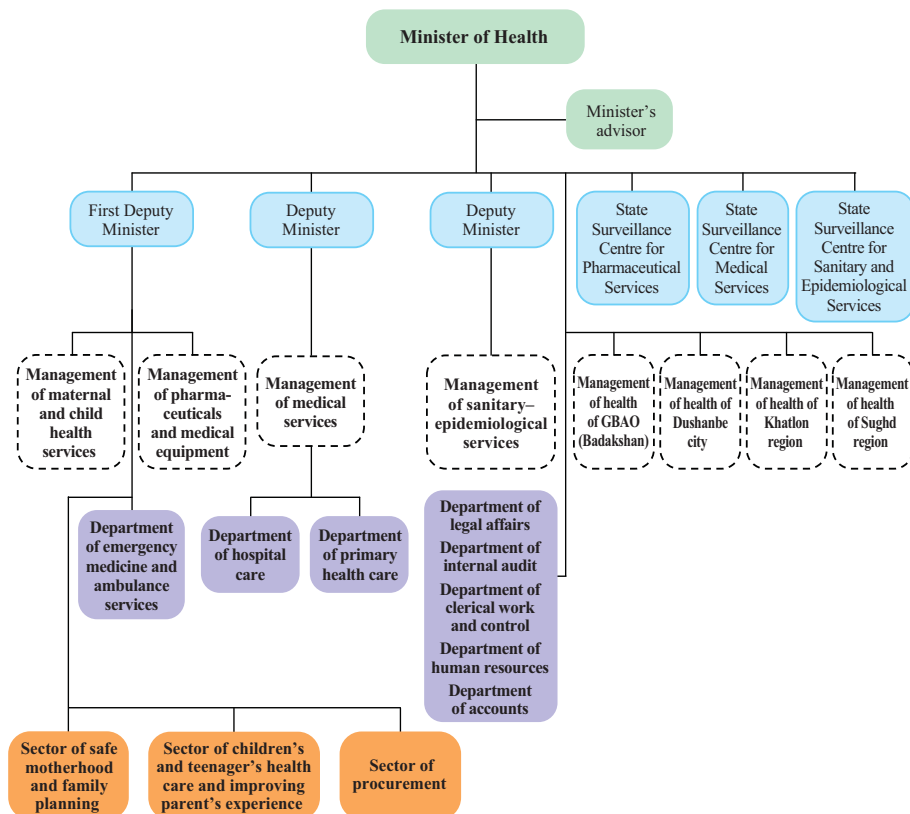 Minister of Health
Minister’s
advisor
First Deputy
Minister
Deputy
Minister
Deputy
Minister
State
Surveillance
Centre for
Pharmaceutical
Services
State
Surveillance
Centre for
Medical
Services
State
Surveillance
Centre for
Sanitary and
Epidemiological
Services
Management
of maternal
and child
health
services
Management
of pharma-
ceuticals
and medical
equipment
Management
of medical
services
Management
of sanitary–
epidemiological
services
Management
of health
of GBAO
(Badakshan)
Management
of health of
Dushanbe
city
Management
of health of
Khatlon
region
Management
of health
of Sughd
region
Department
of emergency
medicine and
ambulance
services
Department
of hospital
care
Department
of primary
health care
Department of
legal affairs
Department of
internal audit
Department of
clerical work
and control
Department of
human resources
Department
of accounts
Sector of safe
motherhood
and family
planning
Sector of children’s
and teenager’s health
care and improving
parent’s experience
Sector of
procurement